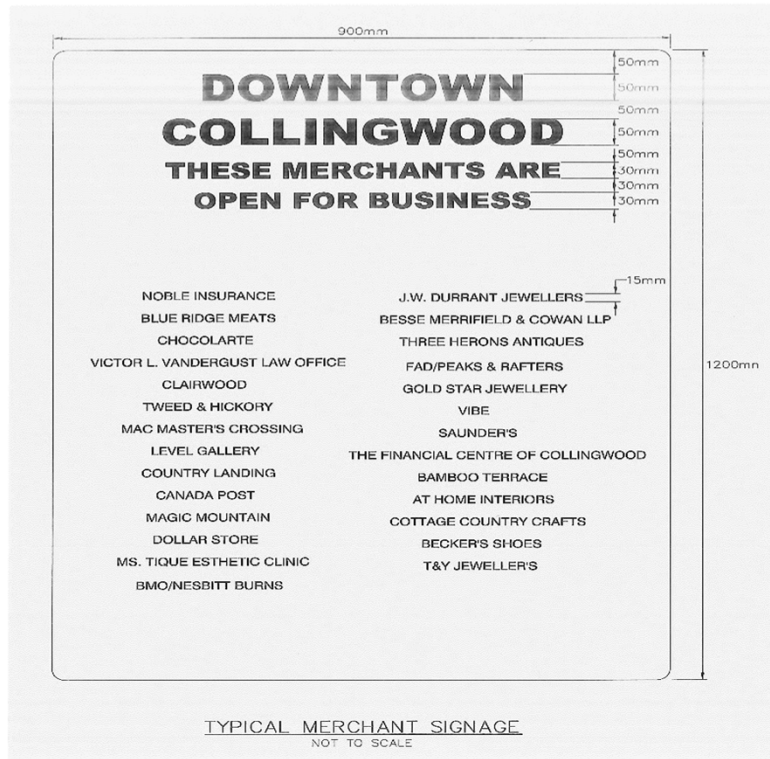 900mm
50mm
DOWNTOWN
50mm
50mm
COLLINGWOOD
50mm
50mm
THESE MERCHANTS ARE
30mm
30mm
OPEN FOR BUSINESS
30mm
15mm
NOBLE INSURANCE
BLUE RIDGE MEATS
CHOCOLARTE
VICTOR L. VANDERGUST LAW OFFICE
CLAIRWOOD
TWEED & HICKORY
MAC MASTER'S CROSSING
LEVEL GALLERY
COUNTRY LANDING
CANADA POST
MAGIC MOUNTAIN
DOLLAR STORE
MS. TIQUE ESTHETIC CLINIC
BMO/NESBITT BURNS
J.W. DURRANT JEWELLERS
BESSE MERRIFIELD & COWAN LLP
THREE HERONS ANTIQUES
FAD/PEAKS & RAFTERS
GOLD STAR JEWELLERY
VIBE
SAUNDER'S
THE FINANCIAL CENTRE OF COLLINGWOOD
BAMBOO TERRACE
AT HOME INTERIORS
COTTAGE COUNTRY CRAFTS
BECKER'S SHOES
T&Y JEWELLER'S
1200mm
TYPICAL MERCHANT SIGNAGE
NOT TO SCALE